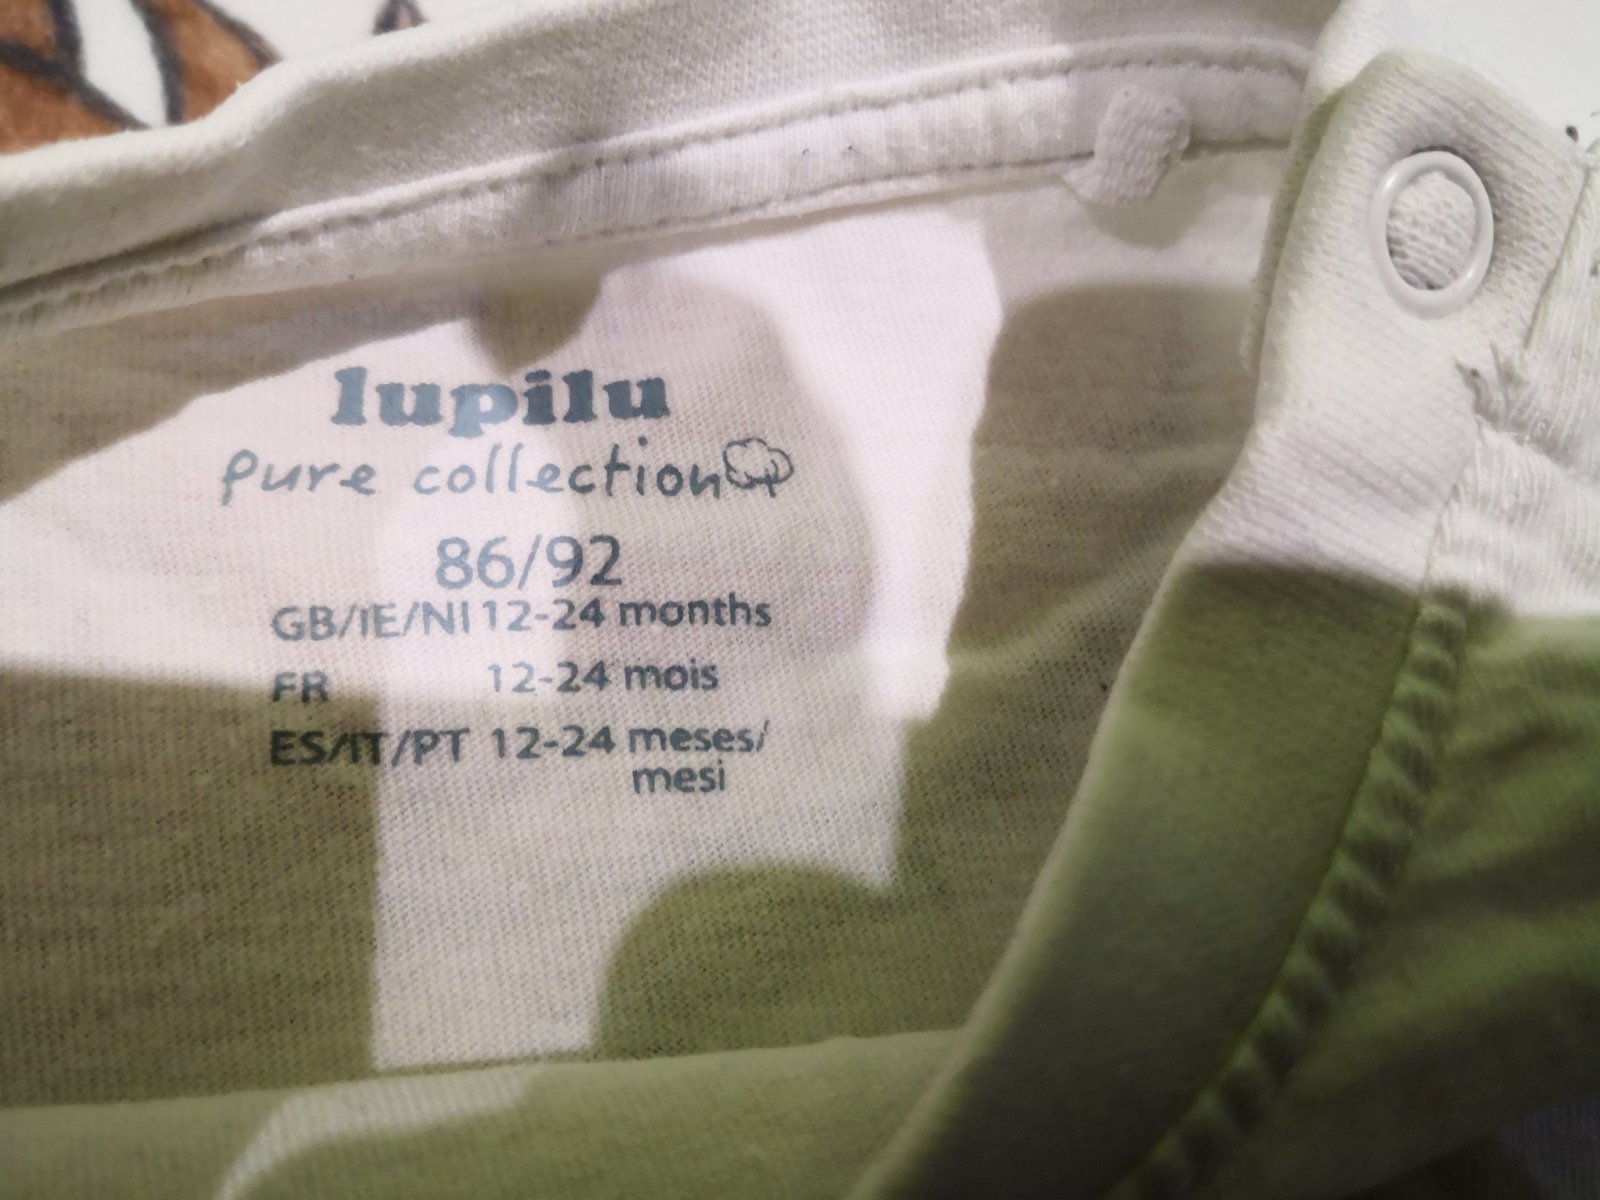 lupilu
pure collection
86/92
GB/IE/NI 12-24 months
FR 12-24 mois
ES/IT/PT 12-24 meses/
mesi